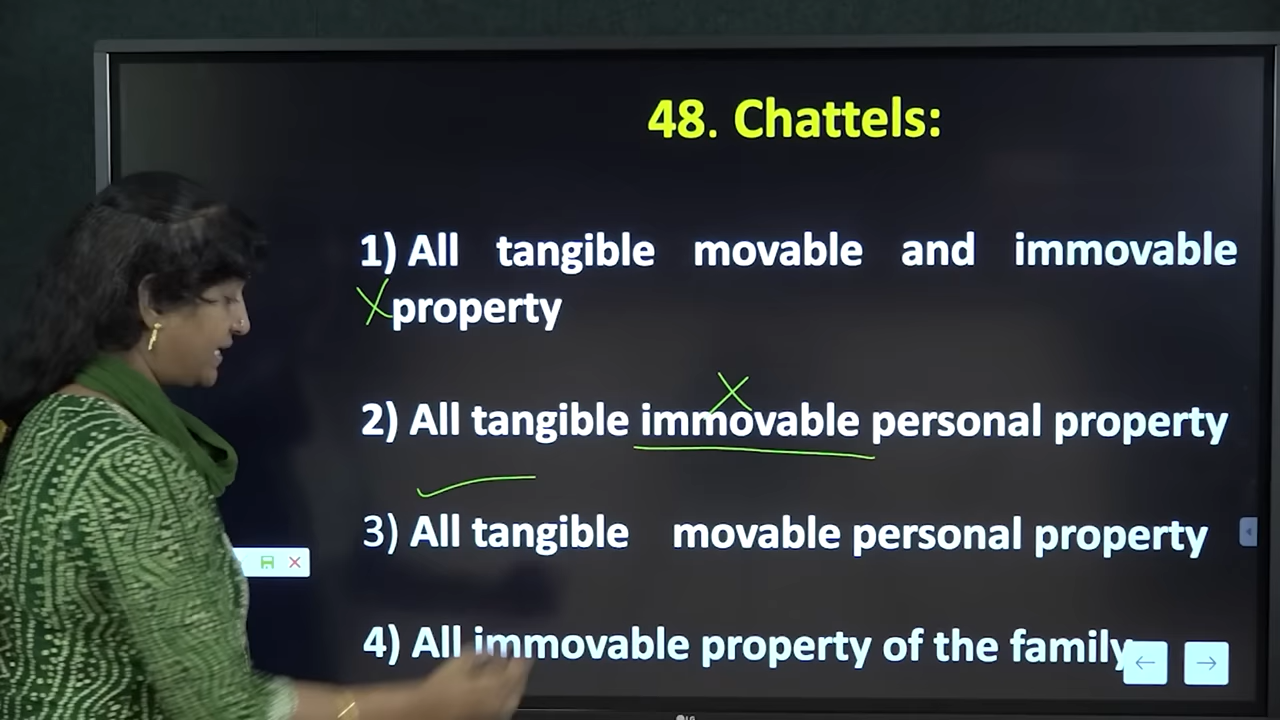 48. Chattels:
1) All tangible movable and immovable
property
2) All tangible immovable personal property
3) All tangible movable personal property
4) All immovable property of the family
LG